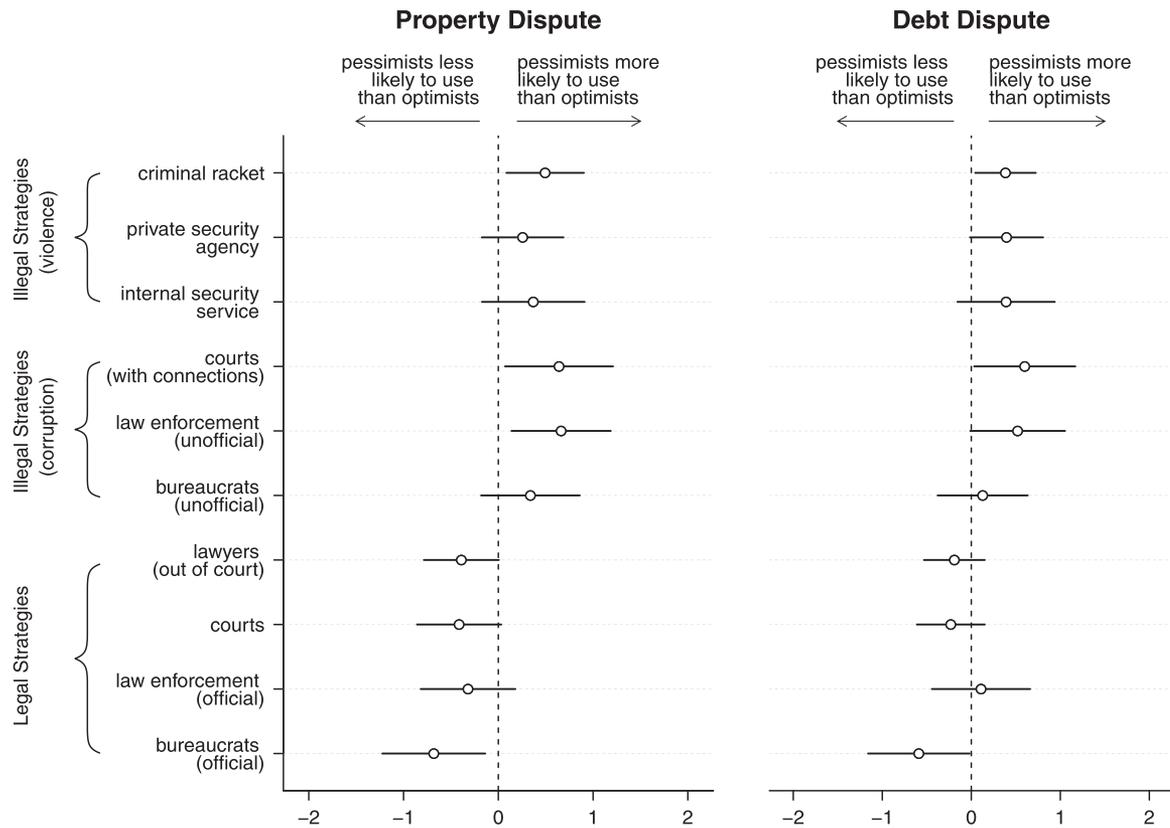 Property Dispute
Debt Dispute
pessimists less
likely to use
than optimists
pessimists more
likely to use
than optimists
pessimists less
likely to use
than optimists
pessimists more
likely to use
than optimists
Illegal Strategies
(violence)
criminal racket
private security
agency
internal security
service
Illegal Strategies
(corruption)
courts
(with connections)
law enforcement
(unofficial)
bureaucrats
(unofficial)
Legal Strategies
lawyers
(out of court)
courts
law enforcement
(official)
bureaucrats
(official)
−2 −1 0 1 2
−2 −1 0 1 2